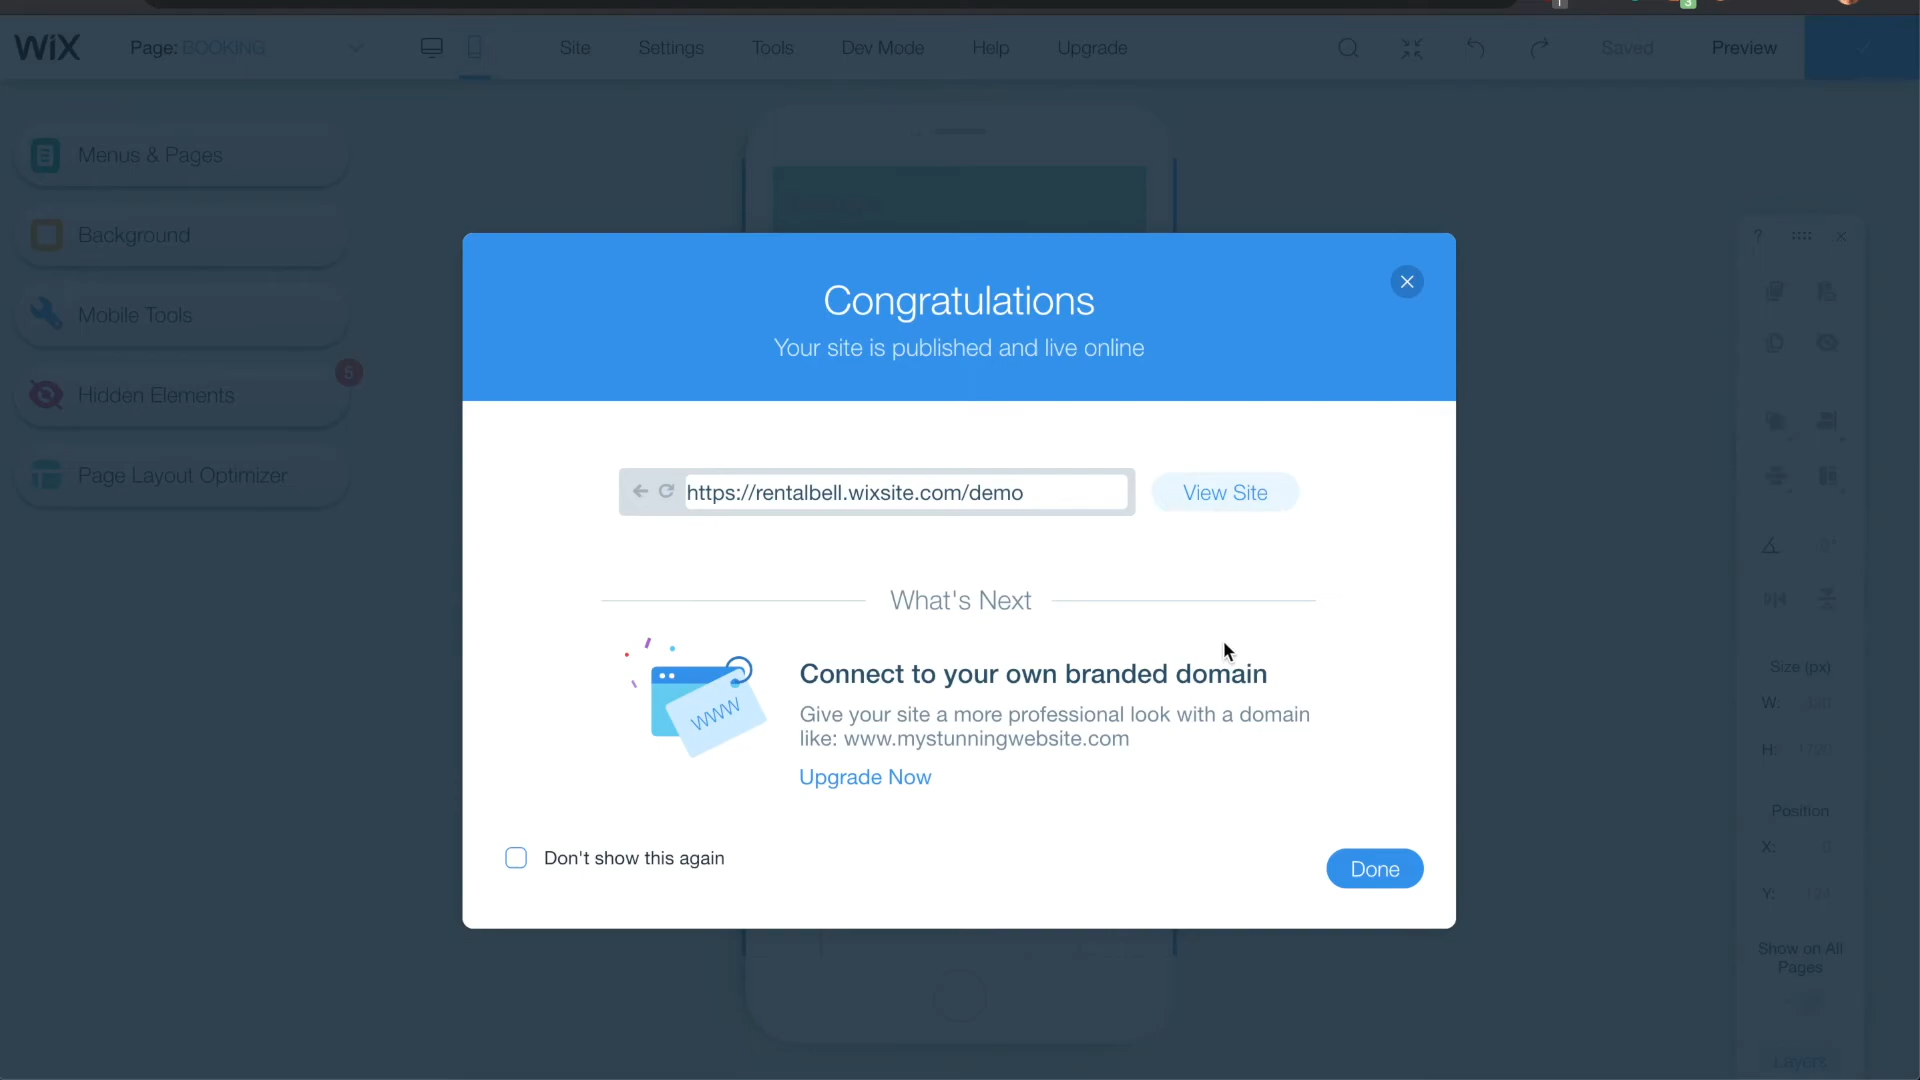 1
3
WiX
Page: BOOKING
Site
Settings
Tools
Dev Mode
Help
Upgrade
Saved
Preview
Menus & Pages
Background
Mobile Tools
5
Hidden Elements
Page Layout Optimizer
Congratulations
Your site is published and live online
https://rentalbell.wixsite.com/demo
View Site
What's Next
WWW
Connect to your own branded domain
Give your site a more professional look with a domain
like: www.mystunningwebsite.com
Upgrade Now
Don't show this again
Done
?
Size (px)
W:
H:
Position
X: 0
Y:
Show on All
Pages
Layers